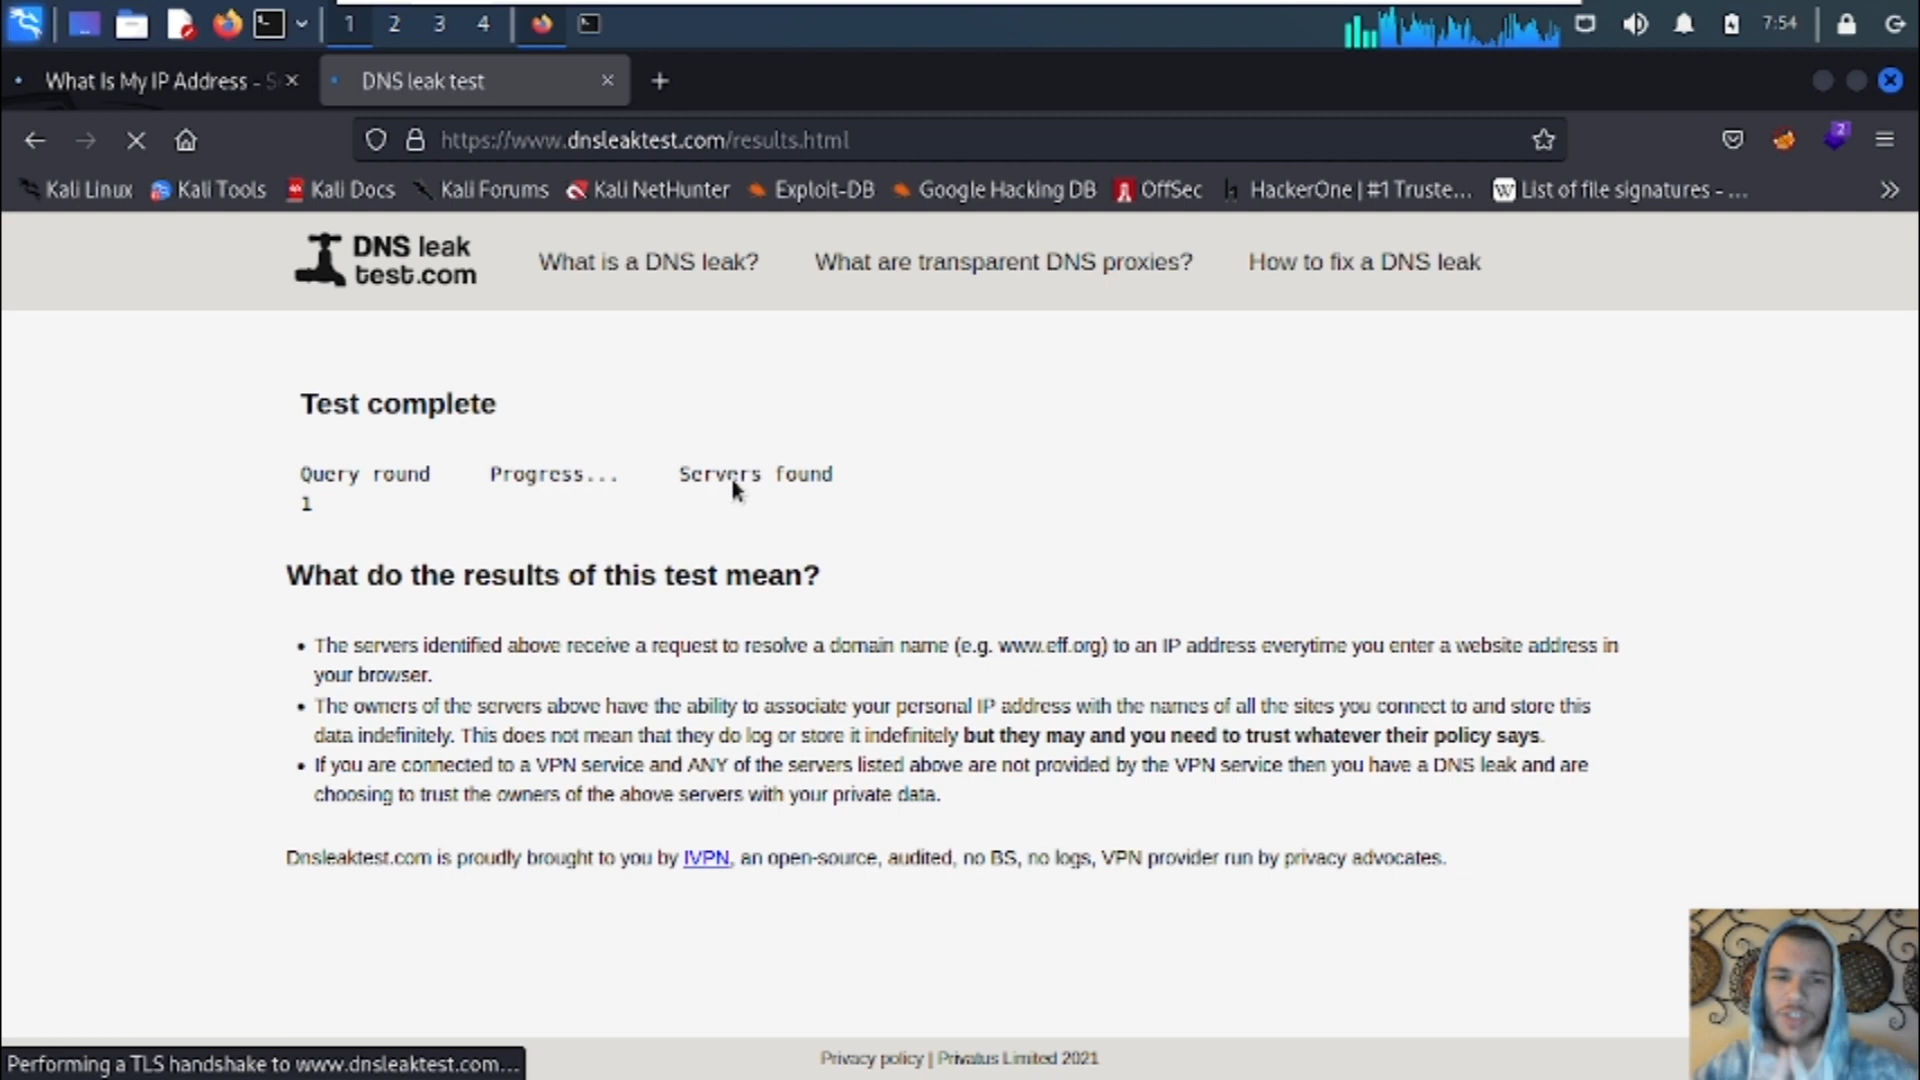 1 2 3 4 7:54
What Is My IP Address - S
DNS leak test
https://www.dnsleaktest.com/results.html
2
Kali Linux Kali Tools Kali Docs Kali Forums Kali NetHunter Exploit-DB Google Hacking DB OffSec HackerOne | #1 Truste... List of file signatures - ...
DNS leak
test.com
What is a DNS leak? What are transparent DNS proxies? How to fix a DNS leak
Test complete
Query round Progress... Servers found
1
What do the results of this test mean?
• The servers identified above receive a request to resolve a domain name (e.g. www.eff.org) to an IP address everytime you enter a website address in
your browser.
• The owners of the servers above have the ability to associate your personal IP address with the names of all the sites you connect to and store this
data indefinitely. This does not mean that they do log or store it indefinitely but they may and you need to trust whatever their policy says.
• If you are connected to a VPN service and ANY of the servers listed above are not provided by the VPN service then you have a DNS leak and are
choosing to trust the owners of the above servers with your private data.
Dnsleaktest.com is proudly brought to you by IVPN, an open-source, audited, no BS, no logs, VPN provider run by privacy advocates.
Performing a TLS handshake to www.dnsleaktest.com...
Privacy policy | Privatus Limited 2021